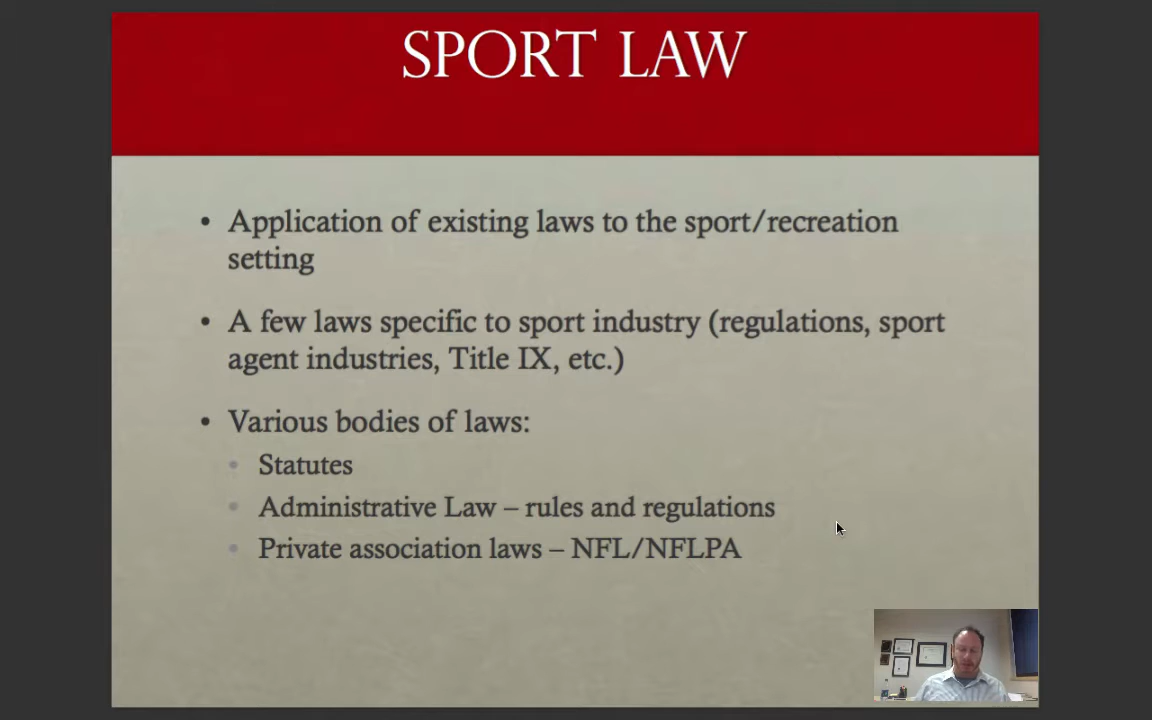 SPORT LAW
• Application of existing laws to the sport/recreation
setting
• A few laws specific to sport industry (regulations, sport
agent industries, Title IX, etc.)
• Various bodies of laws:
• Statutes
• Administrative Law – rules and regulations
• Private association laws – NFL/NFLPA